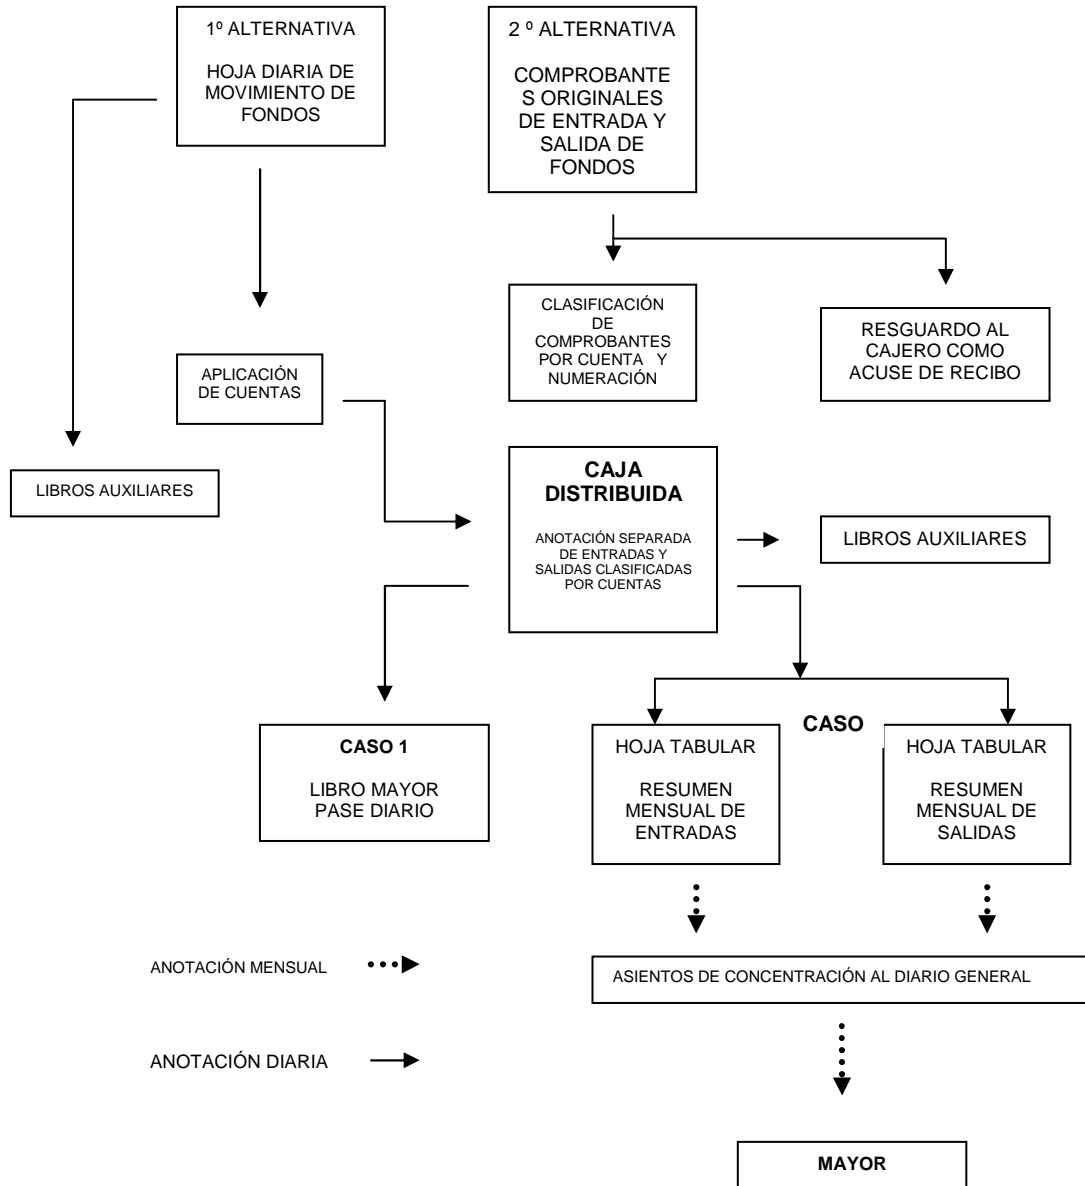 1º ALTERNATIVA
HOJA DIARIA DE
MOVIMIENTO DE
FONDOS
2 º ALTERNATIVA
COMPROBANTE
S ORIGINALES
DE ENTRADA Y
SALIDA DE
FONDOS
CLASIFICACIÓN
DE
COMPROBANTES
POR CUENTA Y
NUMERACIÓN
RESGUARDO AL
CAJERO COMO
ACUSE DE RECIBO
APLICACIÓN
DE CUENTAS
LIBROS AUXILIARES
CAJA
DISTRIBUIDA
ANOTACIÓN SEPARADA
DE ENTRADAS Y
SALIDAS CLASIFICADAS
POR CUENTAS
LIBROS AUXILIARES
CASO 1
LIBRO MAYOR
PASE DIARIO
CASO
HOJA TABULAR
RESUMEN
MENSUAL DE
ENTRADAS
HOJA TABULAR
RESUMEN
MENSUAL DE
SALIDAS
ANOTACIÓN MENSUAL
ASIENTOS DE CONCENTRACIÓN AL DIARIO GENERAL
ANOTACIÓN DIARIA
MAYOR